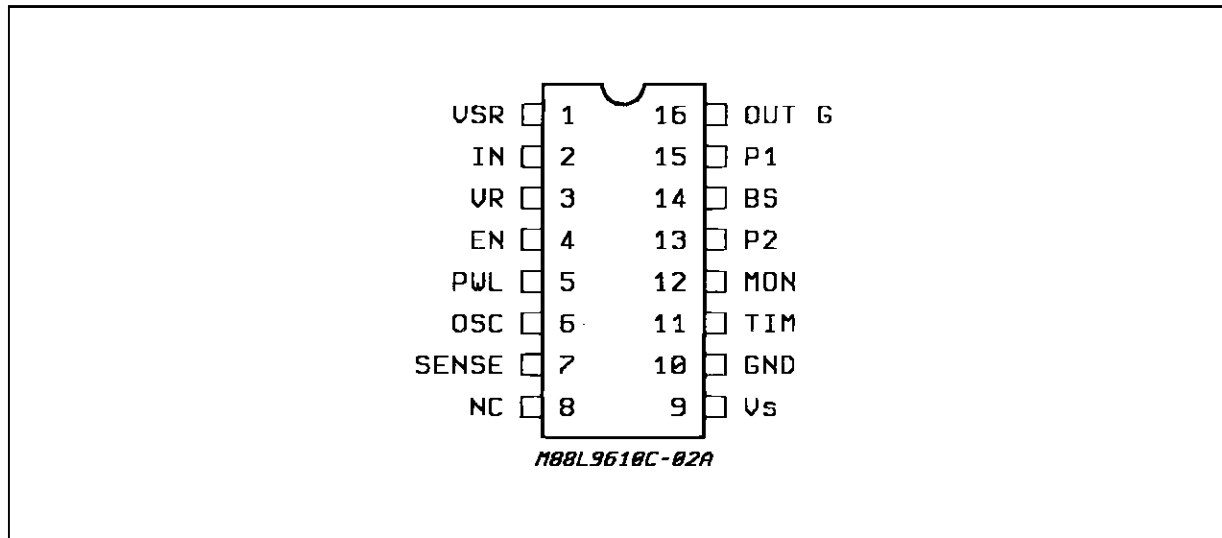 VSR 1 16 OUT G
IN 2 15 P1
VR 3 14 BS
EN 4 13 P2
PWL 5 12 MON
OSC 6 11 TIM
SENSE 7 10 GND
NC 8 9 Vs
M88L9610C-02A